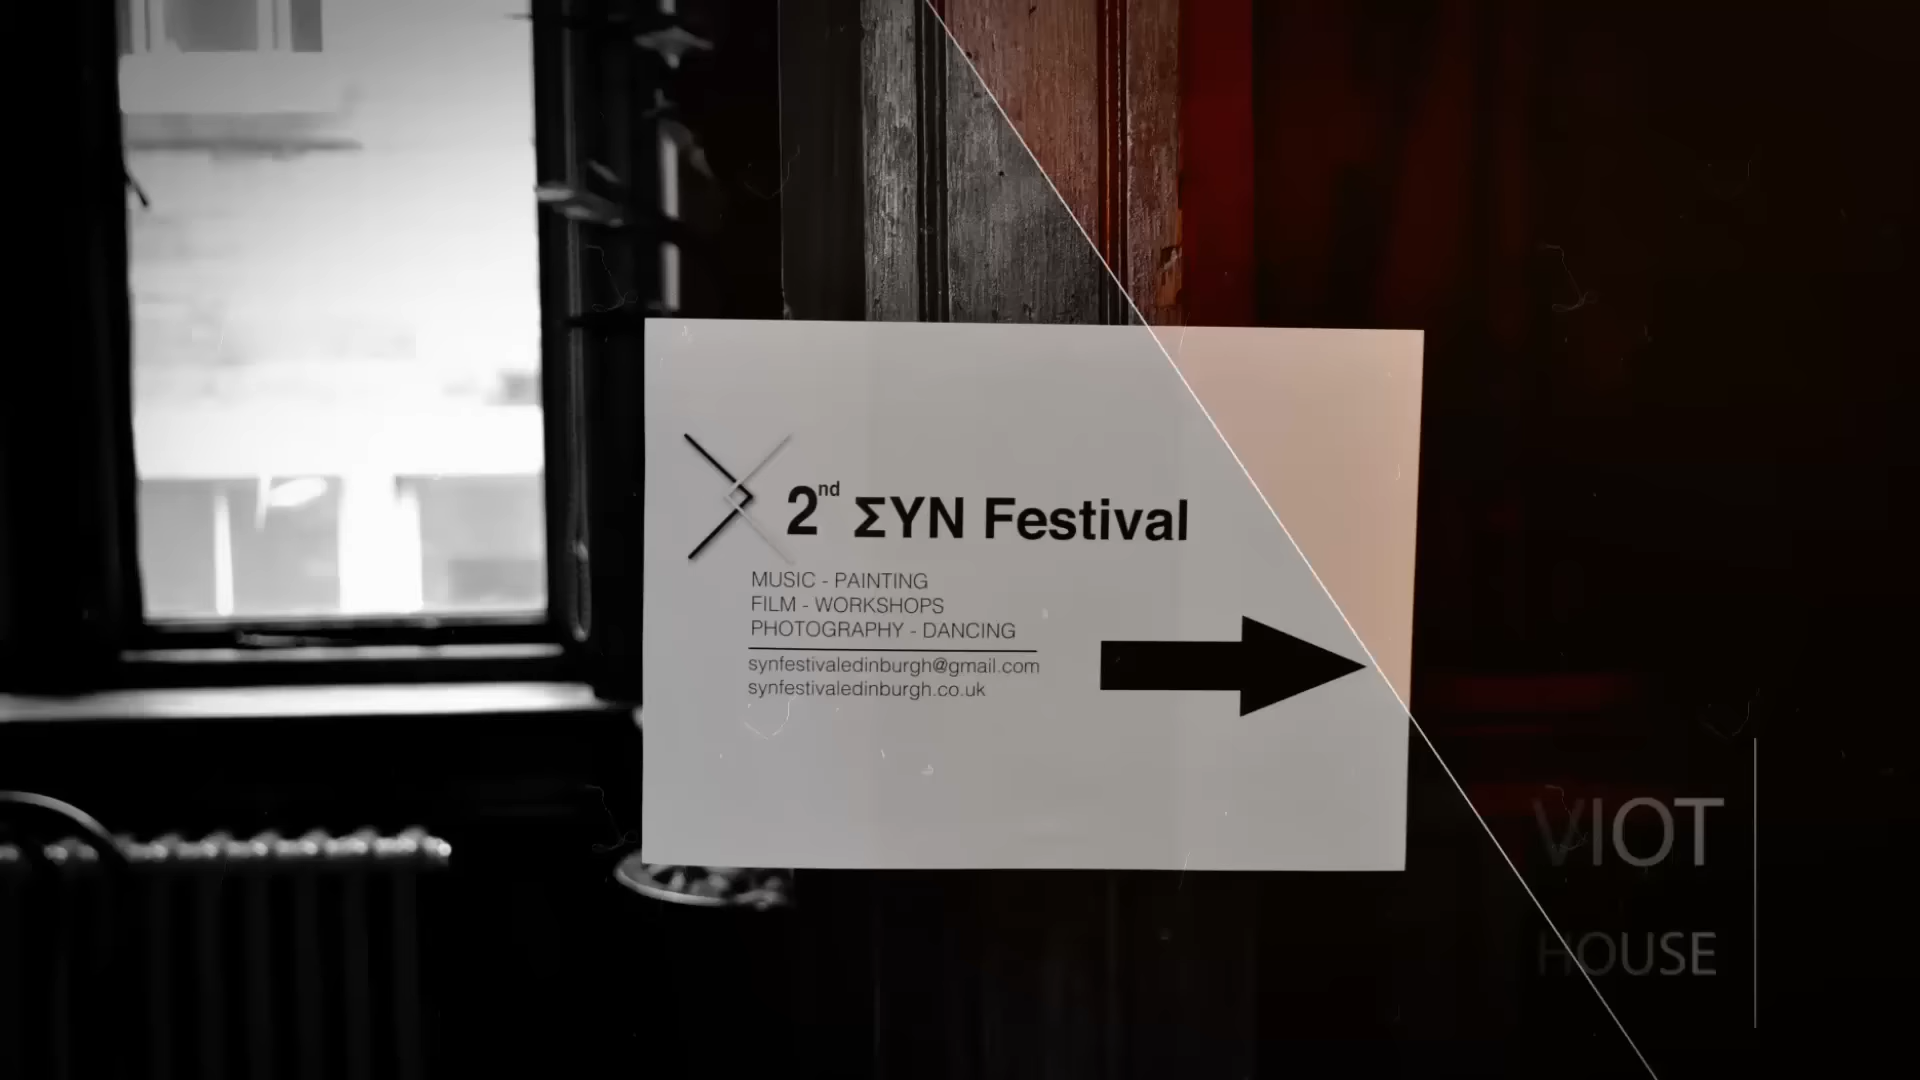 2nd ΣYN Festival
MUSIC - PAINTING
FILM - WORKSHOPS
PHOTOGRAPHY - DANCING
synfestivaledinburgh@gmail.com
synfestivaledinburgh.co.uk
VIOT
HOUSE